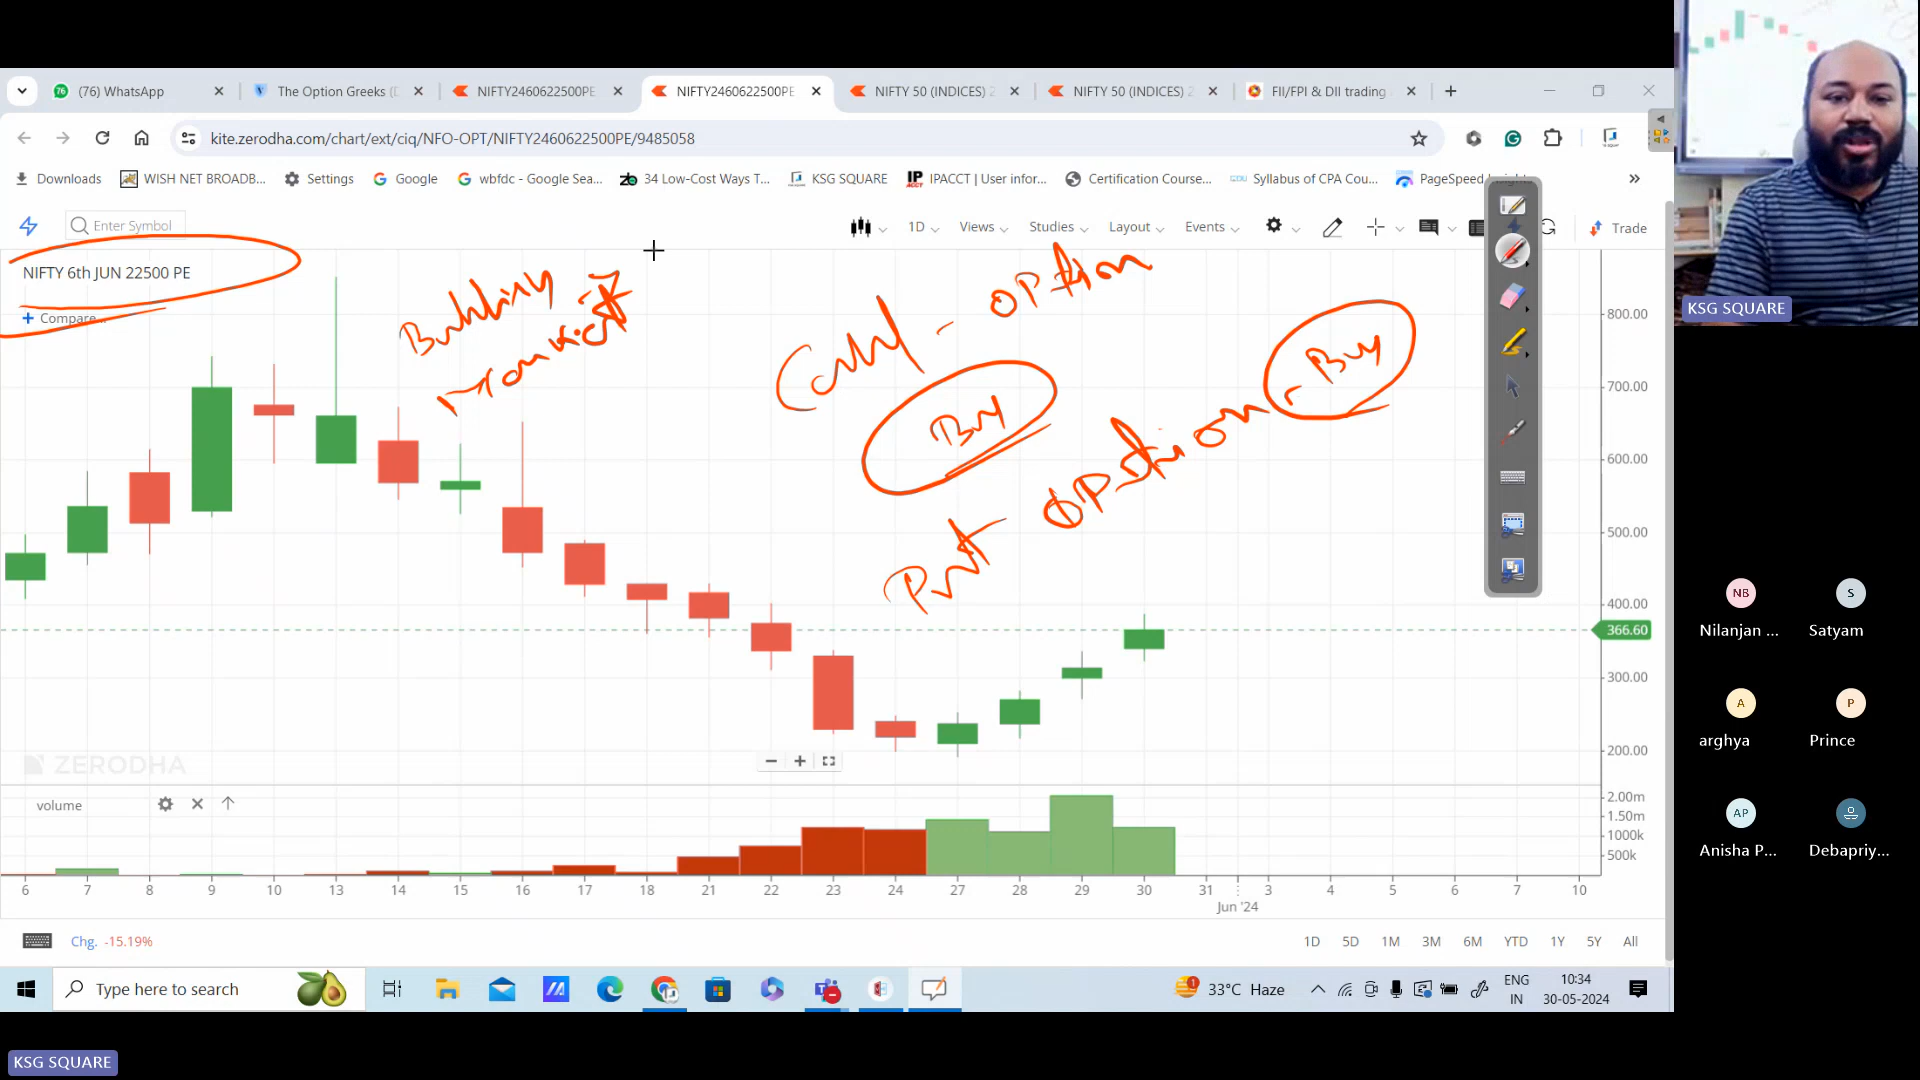 (76) WhatsApp
The Option Greeks (
NIFTY2460622500PE
NIFTY2460622500PE
NIFTY 50 (INDICES)
NIFTY 50 (INDICES)
FII/FPI & DII trading
kite.zerodha.com/chart/ext/ciq/NFO-OPT/NIFTY2460622500PE/9485058
Downloads WISH NET BROADB... Settings Google wbfdc - Google Sea... 34 Low-Cost Ways T... KSG SQUARE IPACCT | User infor... Certification Course... Syllabus of CPA Cou... PageSpeed
Enter Symbol 1D Views Studies Layout Events Trade
NIFTY 6th JUN 22500 PE
Compare...
Call - option
Buy
Put option - Buy
800.00
700.00
600.00
500.00
400.00
366.60
300.00
200.00
ZERODHA
volume
2.00m
1.50m
1000k
500k
6 7 8 9 10 13 14 15 16 17 18 21 22 23 24 27 28 29 30 31 3 4 5 6 7 10
Jun '24
Chg. -15.19%
1D 5D 1M 3M 6M YTD 1Y 5Y All
Type here to search
33°C Haze
ENG
IN
10:34
30-05-2024
KSG SQUARE
NB
Nilanjan ...
S
Satyam
A
arghya
P
Prince
AP
Anisha P...
Debapriy...
KSG SQUARE